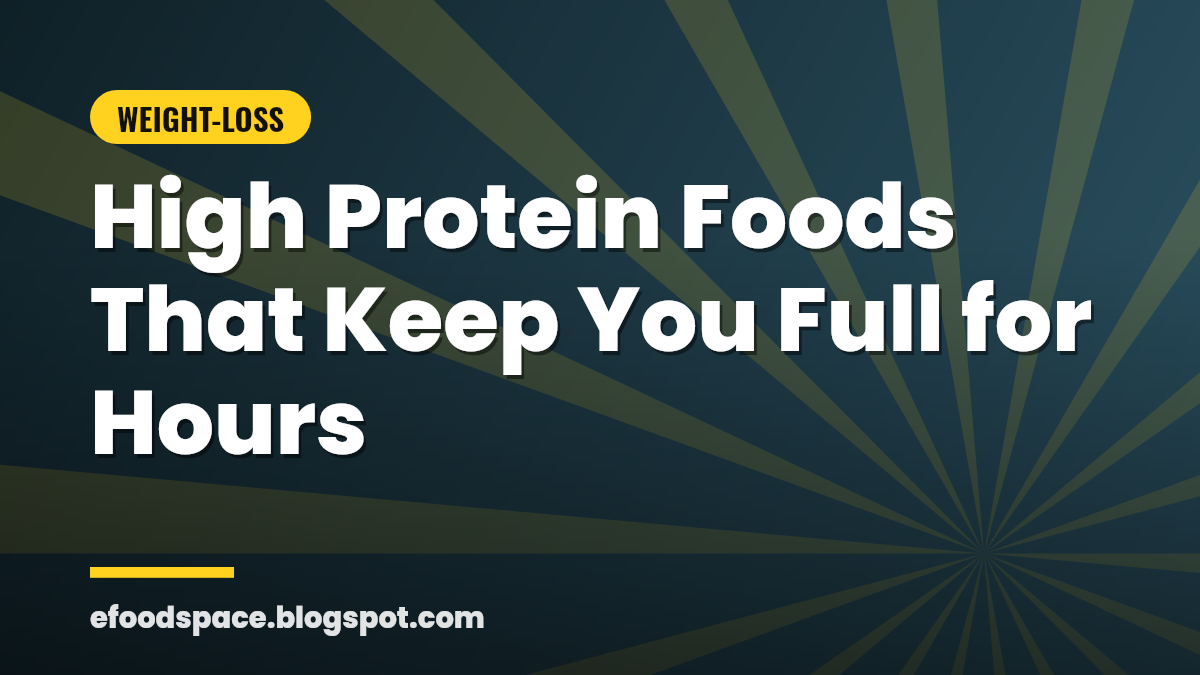 WEIGHT-LOSS
High Protein Foods
That Keep You Full for
Hours
efoodspace.blogspot.com